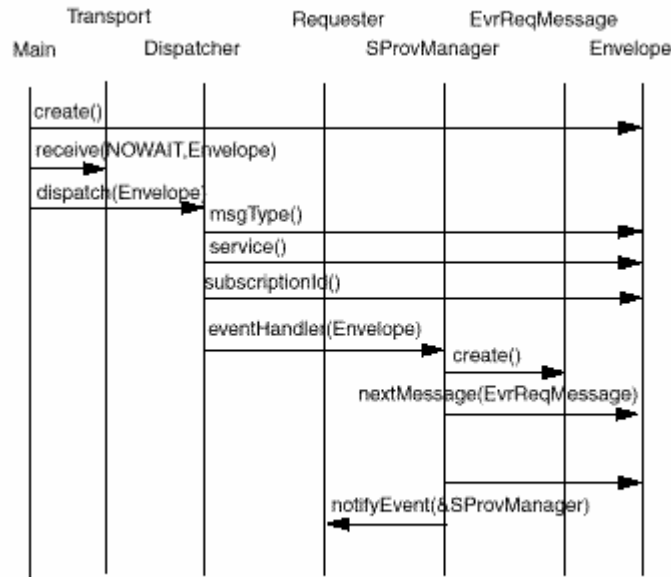 Transport Requester EvrReqMessage
Main Dispatcher SProvManager Envelope
create()
receive(NOWAIT,Envelope)
dispatch(Envelope)
msgType()
service()
subscriptionId()
eventHandler(Envelope)
create()
nextMessage(EvrReqMessage)
notifyEvent(&SProvManager)